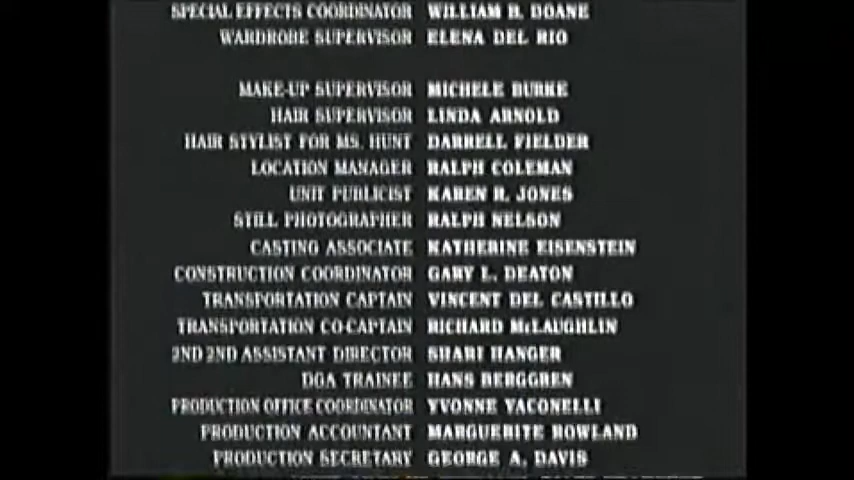 SPECIAL EFFECTS COORDINATOR WILLIAM B. DOANE
WARDROBE SUPERVISOR ELENA DEL RIO
MAKE-UP SUPERVISOR MICHELE BURKE
HAIR SUPERVISOR LINDA ARNOLD
HAIR STYLIST FOR MS. HUNT DARRELL FIELDER
LOCATION MANAGER RALPH COLEMAN
UNIT PUBLICIST KAREN R. JONES
STILL PHOTOGRAPHER RALPH NELSON
CASTING ASSOCIATE KATHERINE EISENSTEIN
CONSTRUCTION COORDINATOR GARY L. DEATON
TRANSPORTATION CAPTAIN VINCENT DEL CASTILLO
TRANSPORTATION CO-CAPTAIN RICHARD McLAUGHLIN
2ND 2ND ASSISTANT DIRECTOR SHARI HANGER
DGA TRAINEE HANS BERGGREN
PRODUCTION OFFICE COORDINATOR YVONNE YACONELLI
PRODUCTION ACCOUNTANT MARGUERITE ROWLAND
PRODUCTION SECRETARY GEORGE A. DAVIS